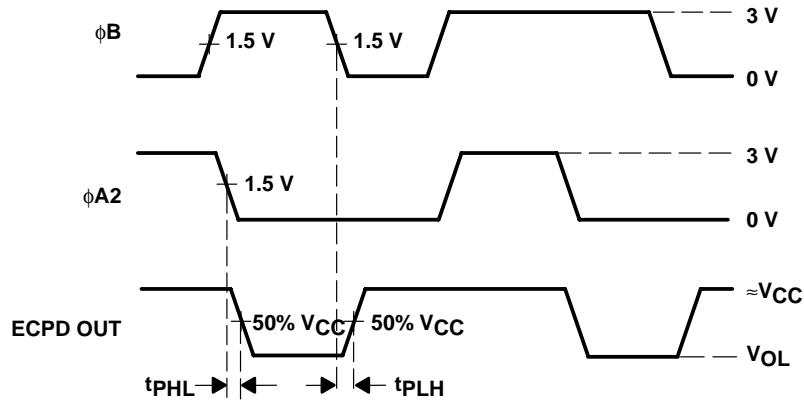 3 V
ϕB
1.5 V
1.5 V
0 V
3 V
1.5 V
ϕA2
0 V
≈VCC
ECPD OUT
50% VCC
50% VCC
VOL
tPHL
tPLH